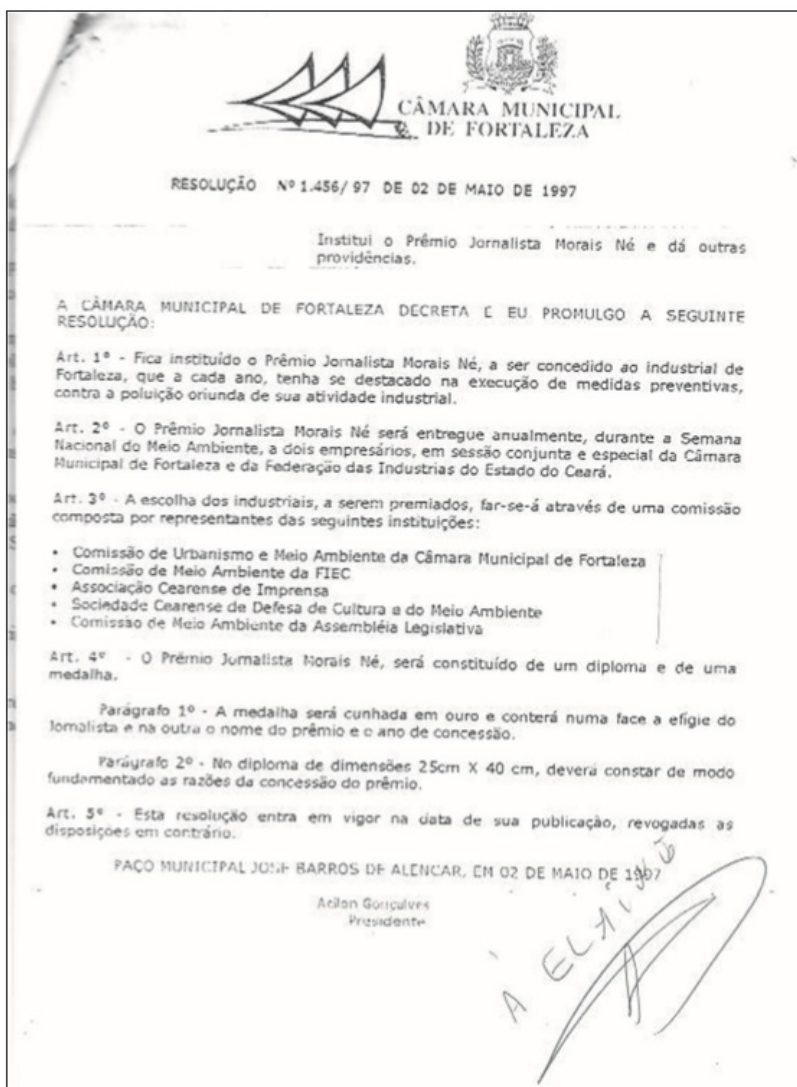 CÂMARA MUNICIPAL
DE FORTALEZA
RESOLUÇÃO Nº 1.456/97 DE 02 DE MAIO DE 1997
Institui o Prêmio Jornalista Morais Né e dá outras
providências.
A CÂMARA MUNICIPAL DE FORTALEZA DECRETA E EU PROMULGO A SEGUINTE
RESOLUÇÃO:
Art. 1º - Fica instituído o Prêmio Jornalista Morais Né, a ser concedido ao industrial de
Fortaleza, que a cada ano, tenha se destacado na execução de medidas preventivas,
contra a poluição oriunda de sua atividade industrial.
Art. 2º - O Prêmio Jornalista Morais Né será entregue anualmente, durante a Semana
Nacional do Meio Ambiente, a dois empresários, em sessão conjunta e especial da Câmara
Municipal de Fortaleza e da Federação das Industrias do Estado do Ceará.
Art. 3º - A escolha dos industriais, a serem premiados, far-se-á através de uma comissão
composta por representantes das seguintes instituições:
• Comissão de Urbanismo e Meio Ambiente da Câmara Municipal de Fortaleza
• Comissão de Meio Ambiente da FIEC
• Associação Cearense de Imprensa
• Sociedade Cearense de Defesa de Cultura e do Meio Ambiente
• Comissão de Meio Ambiente da Assembléia Legislativa
Art. 4º - O Prêmio Jornalista Morais Né, será constituído de um diploma e de uma
medalha.
Parágrafo 1º - A medalha será cunhada em ouro e conterá numa face a efígie do
Jornalista e na outra o nome do prêmio e o ano de concessão.
Parágrafo 2º - No diploma de dimensões 25cm X 40 cm, deverá constar de modo
fundamentado as razões da concessão do prêmio.
Art. 5º - Esta resolução entra em vigor na data de sua publicação, revogadas as
disposições em contrário.
PAÇO MUNICIPAL JOSÉ BARROS DE ALENCAR, EM 02 DE MAIO DE 1997
Acilon Gonçalves
Presidente
À